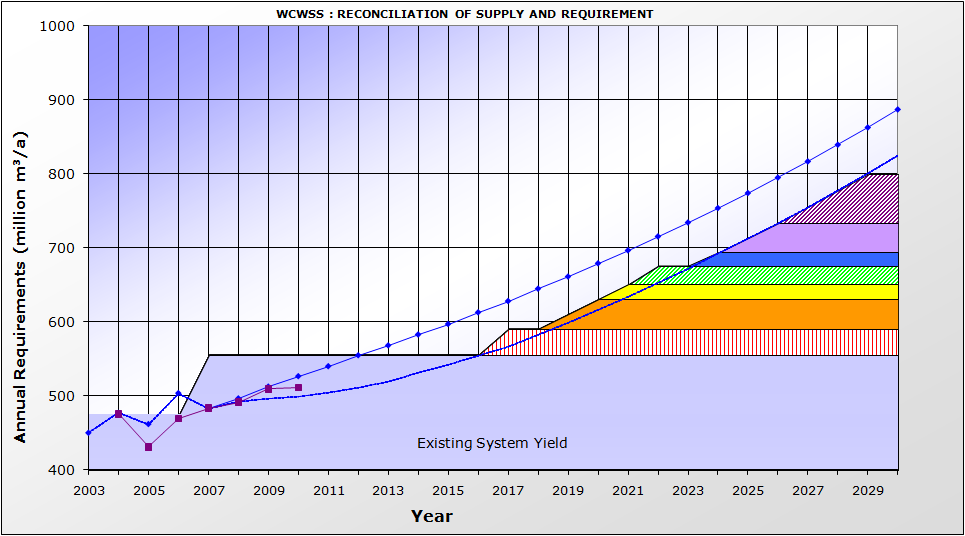 WCWSS : RECONCILIATION OF SUPPLY AND REQUIREMENT
Annual Requirements (million m³/a)
1000
900
800
700
600
500
400
Existing System Yield
2003 2005 2007 2009 2011 2013 2015 2017 2019 2021 2023 2025 2027 2029
Year